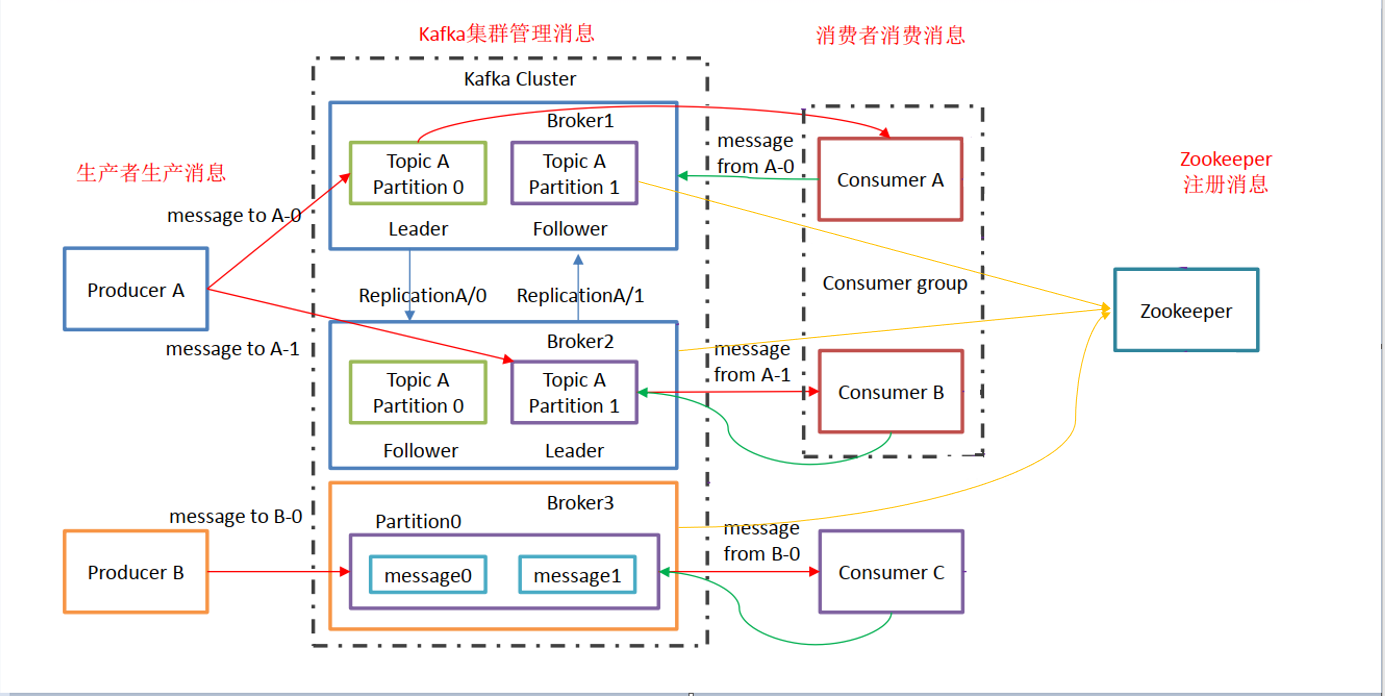 Kafka集群管理消息
消费者消费消息
Kafka Cluster
Broker1
Topic A
Partition 0
Topic A
Partition 1
Leader
Follower
message
from A-0
Consumer A
Zookeeper
注册消息
生产者生产消息
message to A-0
Producer A
ReplicationA/0
ReplicationA/1
Consumer group
Zookeeper
message to A-1
Broker2
Topic A
Partition 0
Topic A
Partition 1
Follower
Leader
message
from A-1
Consumer B
message to B-0
Broker3
Partition0
message0
message1
Producer B
message
from B-0
Consumer C